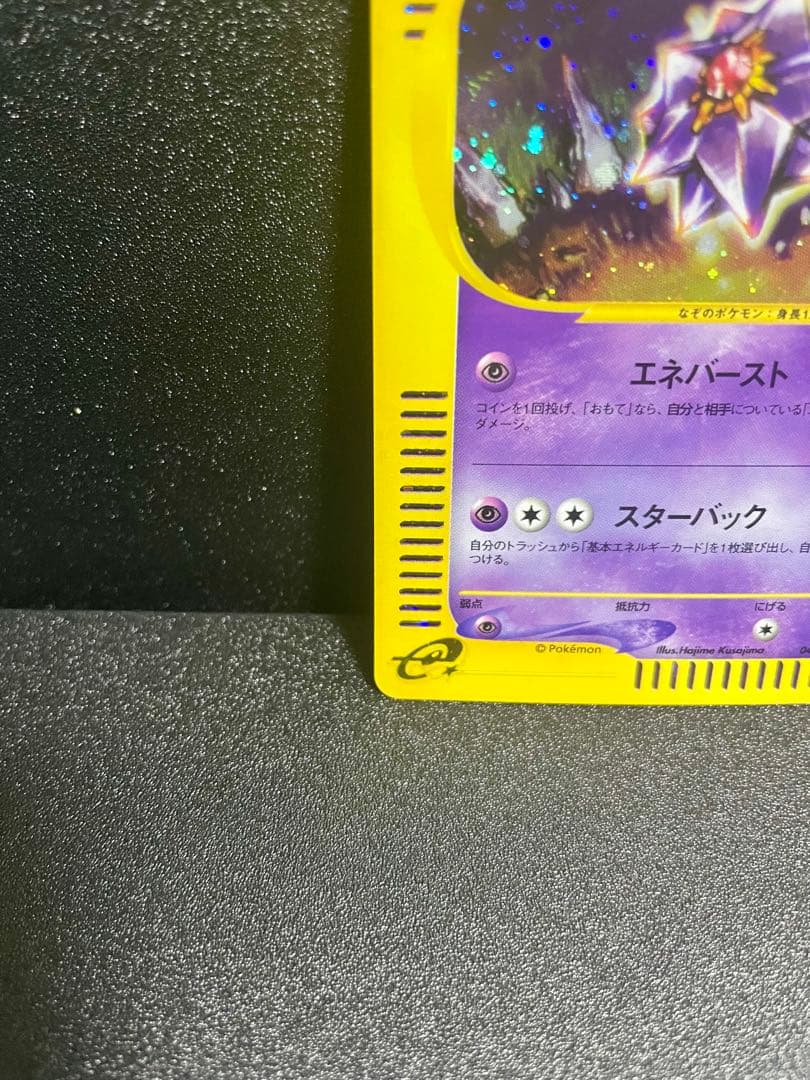 なぞのポケモン：身長1
エネバースト
コインを1回投げ、「おもて」なら、自分と相手についている「
ダメージ。
スターバック
自分のトラッシュから「基本エネルギーカード」を1枚選び出し、自
つける。
弱点 抵抗力 にげる
© Pokémon Illus. Hajime Kusajima 04
e